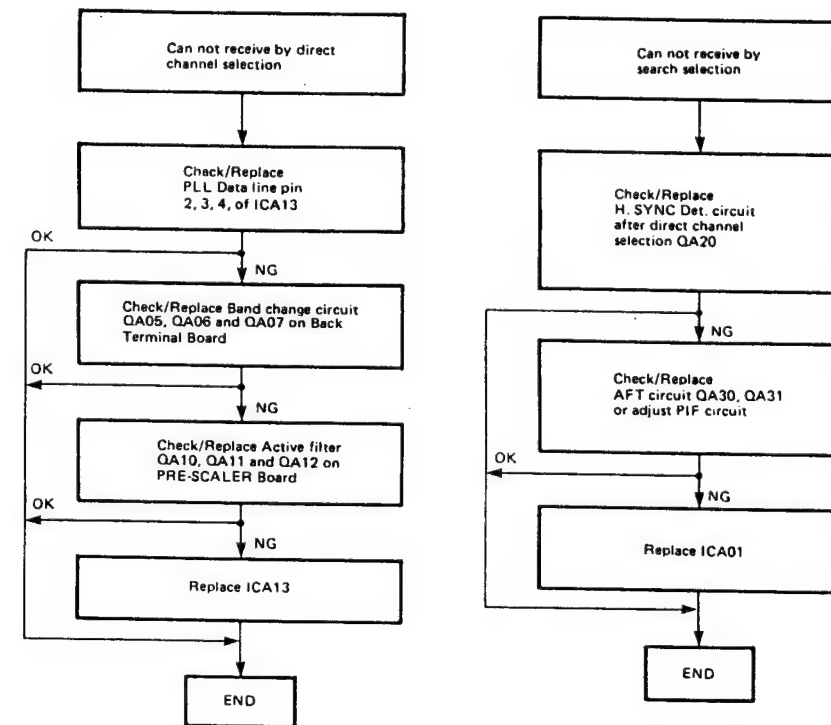 Can not receive by direct
channel selection
Check/Replace
PLL Data line pin
2, 3, 4, of ICA13
OK
NG
Check/Replace Band change circuit
QA05, QA06 and QA07 on Back
Terminal Board
OK
NG
Check/Replace Active filter
QA10, QA11 and QA12 on
PRE-SCALER Board
OK
NG
Replace ICA13
END
Can not receive by
search selection
Check/Replace
H. SYNC Det. circuit
after direct channel
selection QA20
NG
Check/Replace
AFT circuit QA30, QA31
or adjust PIF circuit
OK
NG
Replace ICA01
END